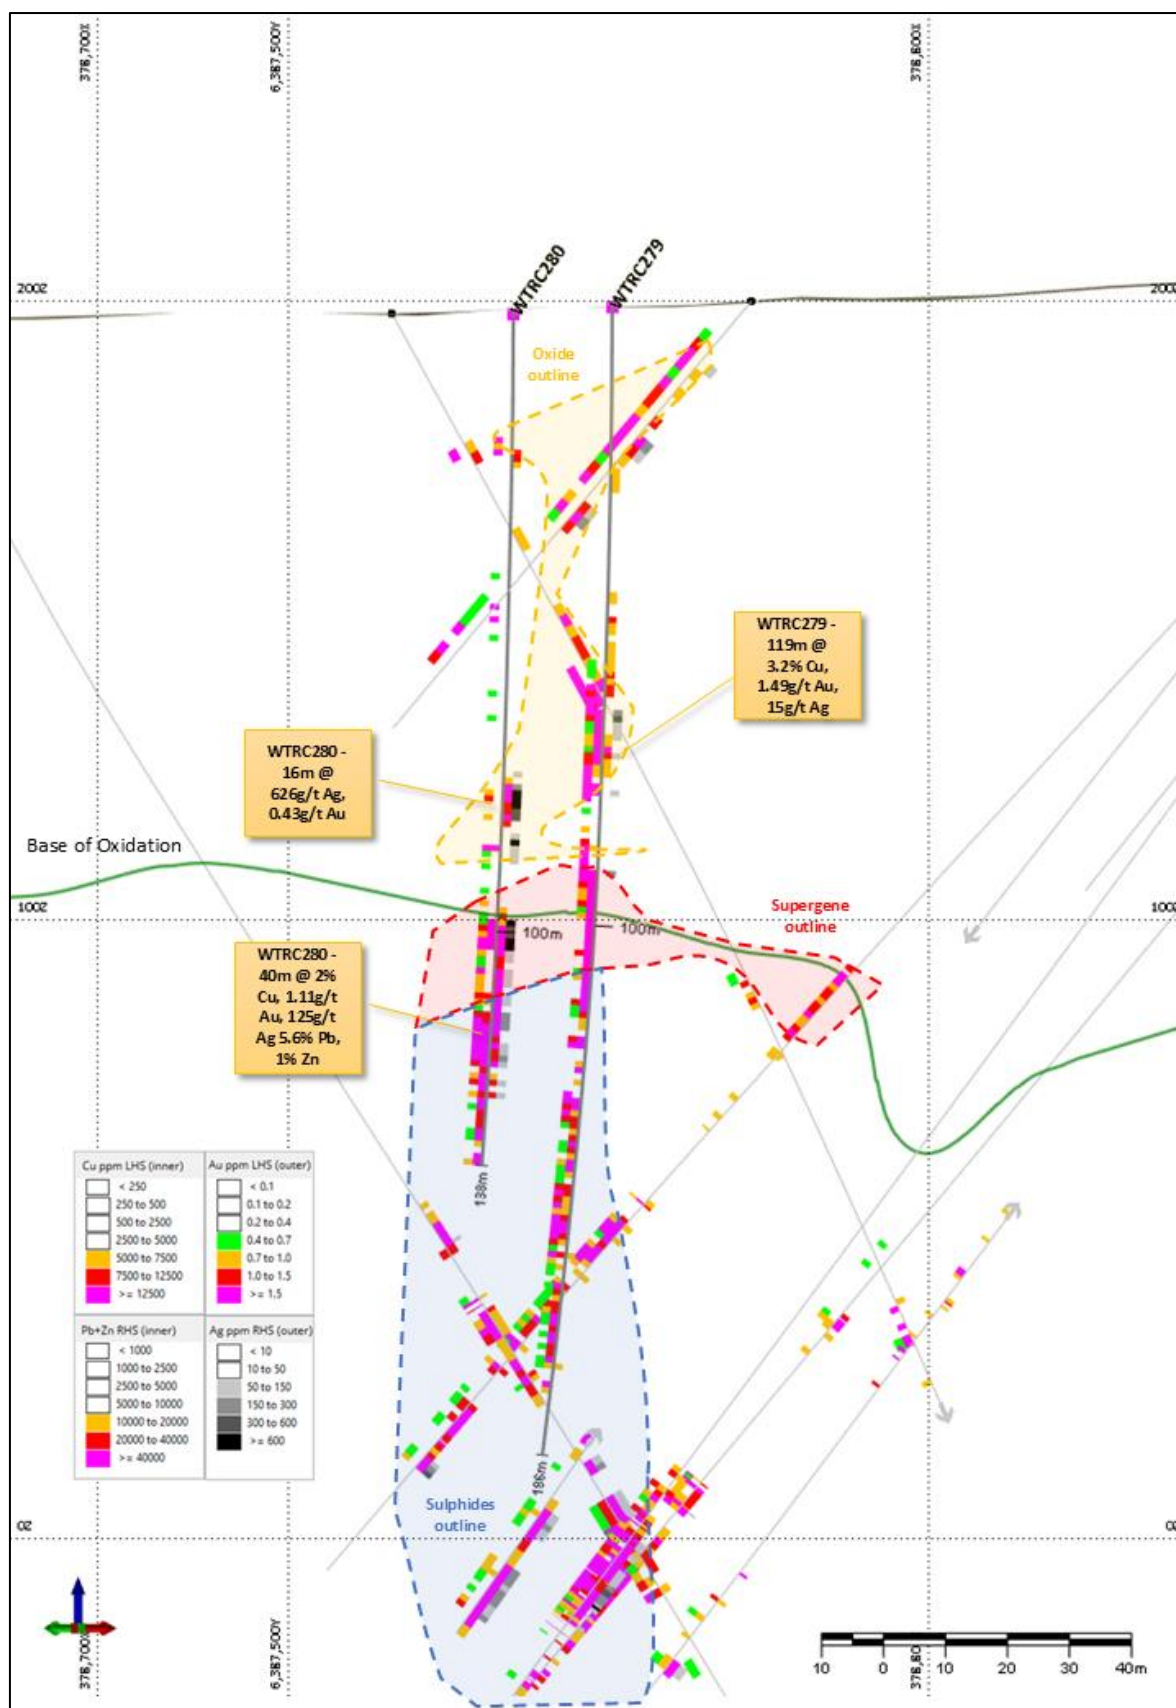 378,700X
6,387,500Y
378,800X
WTRC280
WTRC279
200Z
200Z
Oxide
outline
WTRC279 -
119m @
3.2% Cu,
1.49g/t Au,
15g/t Ag
WTRC280 -
16m @
626g/t Ag,
0.43g/t Au
Base of Oxidation
100Z
100Z
Supergene
outline
100m
100m
WTRC280 -
40m @ 2%
Cu, 1.11g/t
Au, 125g/t
Ag 5.6% Pb,
1% Zn
138m
Cu ppm LHS (inner)
< 250
250 to 500
500 to 2500
2500 to 5000
5000 to 7500
7500 to 12500
>= 12500
Au ppm LHS (outer)
< 0.1
0.1 to 0.2
0.2 to 0.4
0.4 to 0.7
0.7 to 1.0
1.0 to 1.5
>= 1.5
Pb+Zn RHS (inner)
< 1000
1000 to 2500
2500 to 5000
5000 to 10000
10000 to 20000
20000 to 40000
>= 40000
Ag ppm RHS (outer)
< 10
10 to 50
50 to 150
150 to 300
300 to 600
>= 600
186m
Sulphides
outline
0Z
0Z
378,700X
6,387,500Y
378,80
10 0 10 20 30 40m